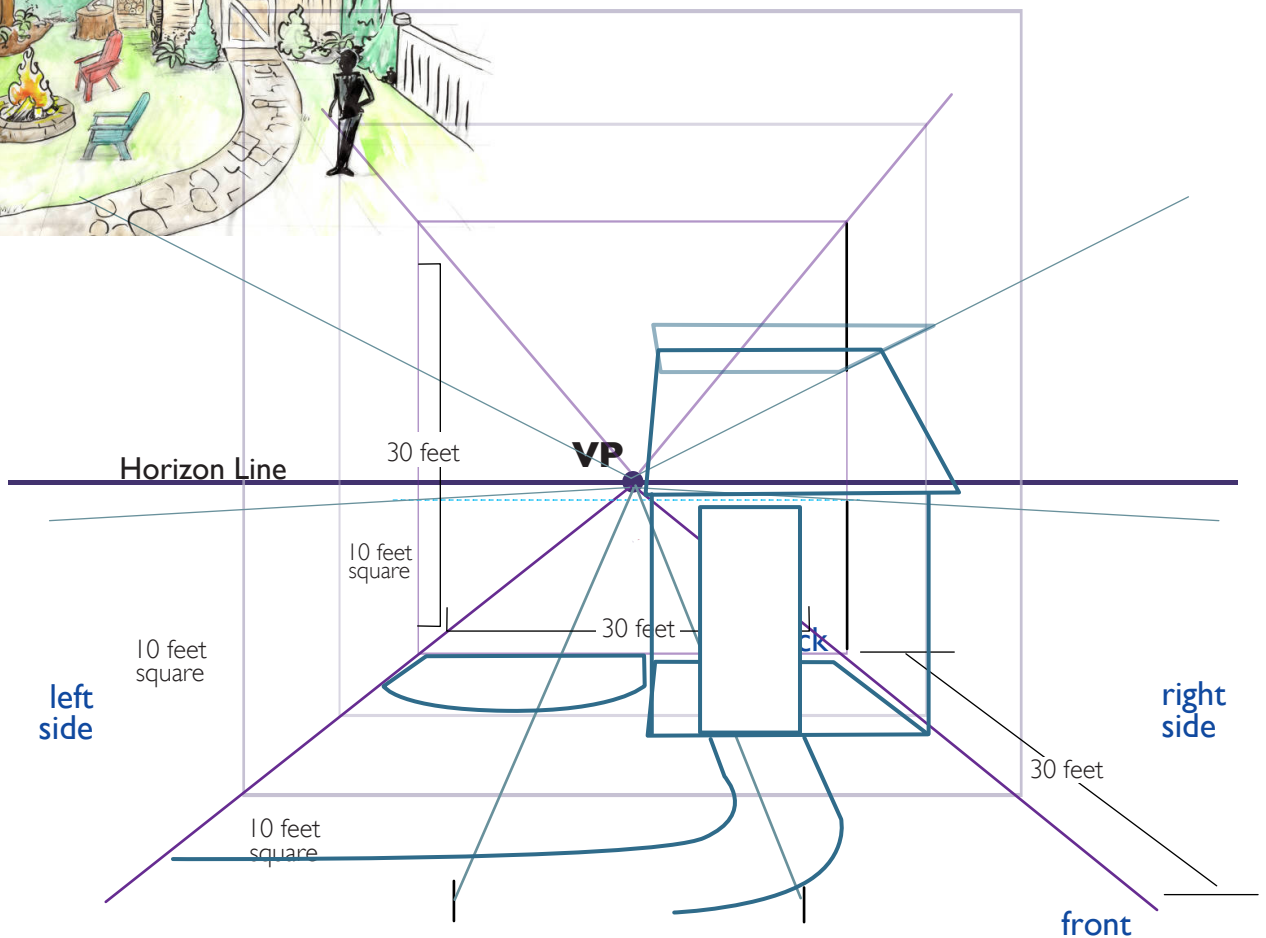 VP
Horizon Line
30 feet
10 feet
square
30 feet
ck
10 feet
square
left
side
right
side
30 feet
10 feet
square
front